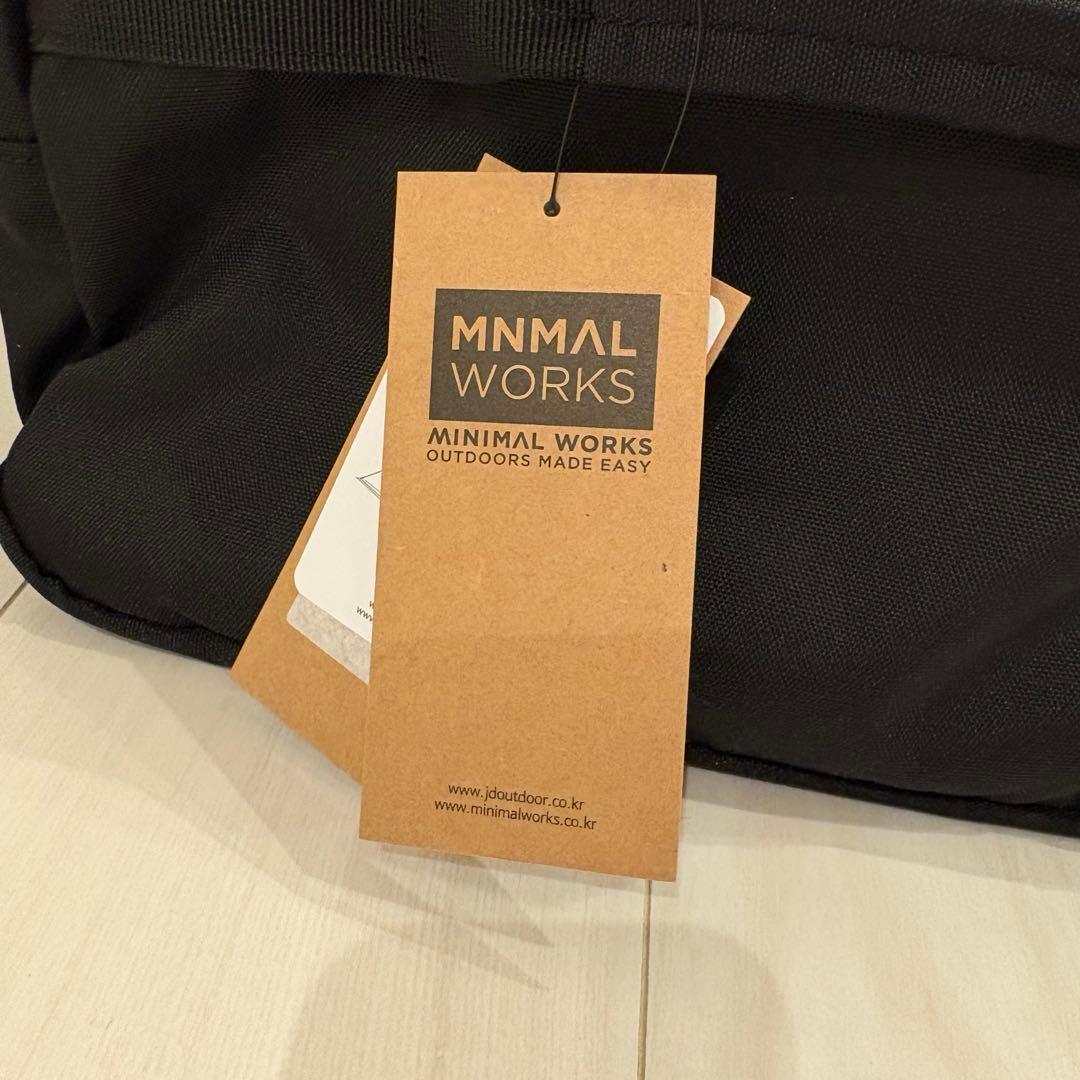 MNMAL
WORKS
MINIMAL WORKS
OUTDOORS MADE EASY
www.jdoutdoor.co.kr
www.minimalworks.co.kr